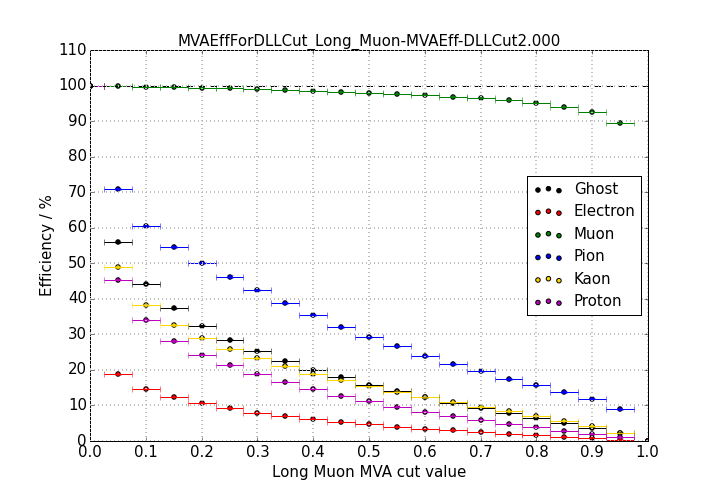 MVAEffForDLLCut_Long_Muon-MVAEff-DLLCut2.000
110
100
90
80
70
60
50
40
30
20
10
0
Efficiency / %
Ghost
Electron
Muon
Pion
Kaon
Proton
0.0 0.1 0.2 0.3 0.4 0.5 0.6 0.7 0.8 0.9 1.0
Long Muon MVA cut value